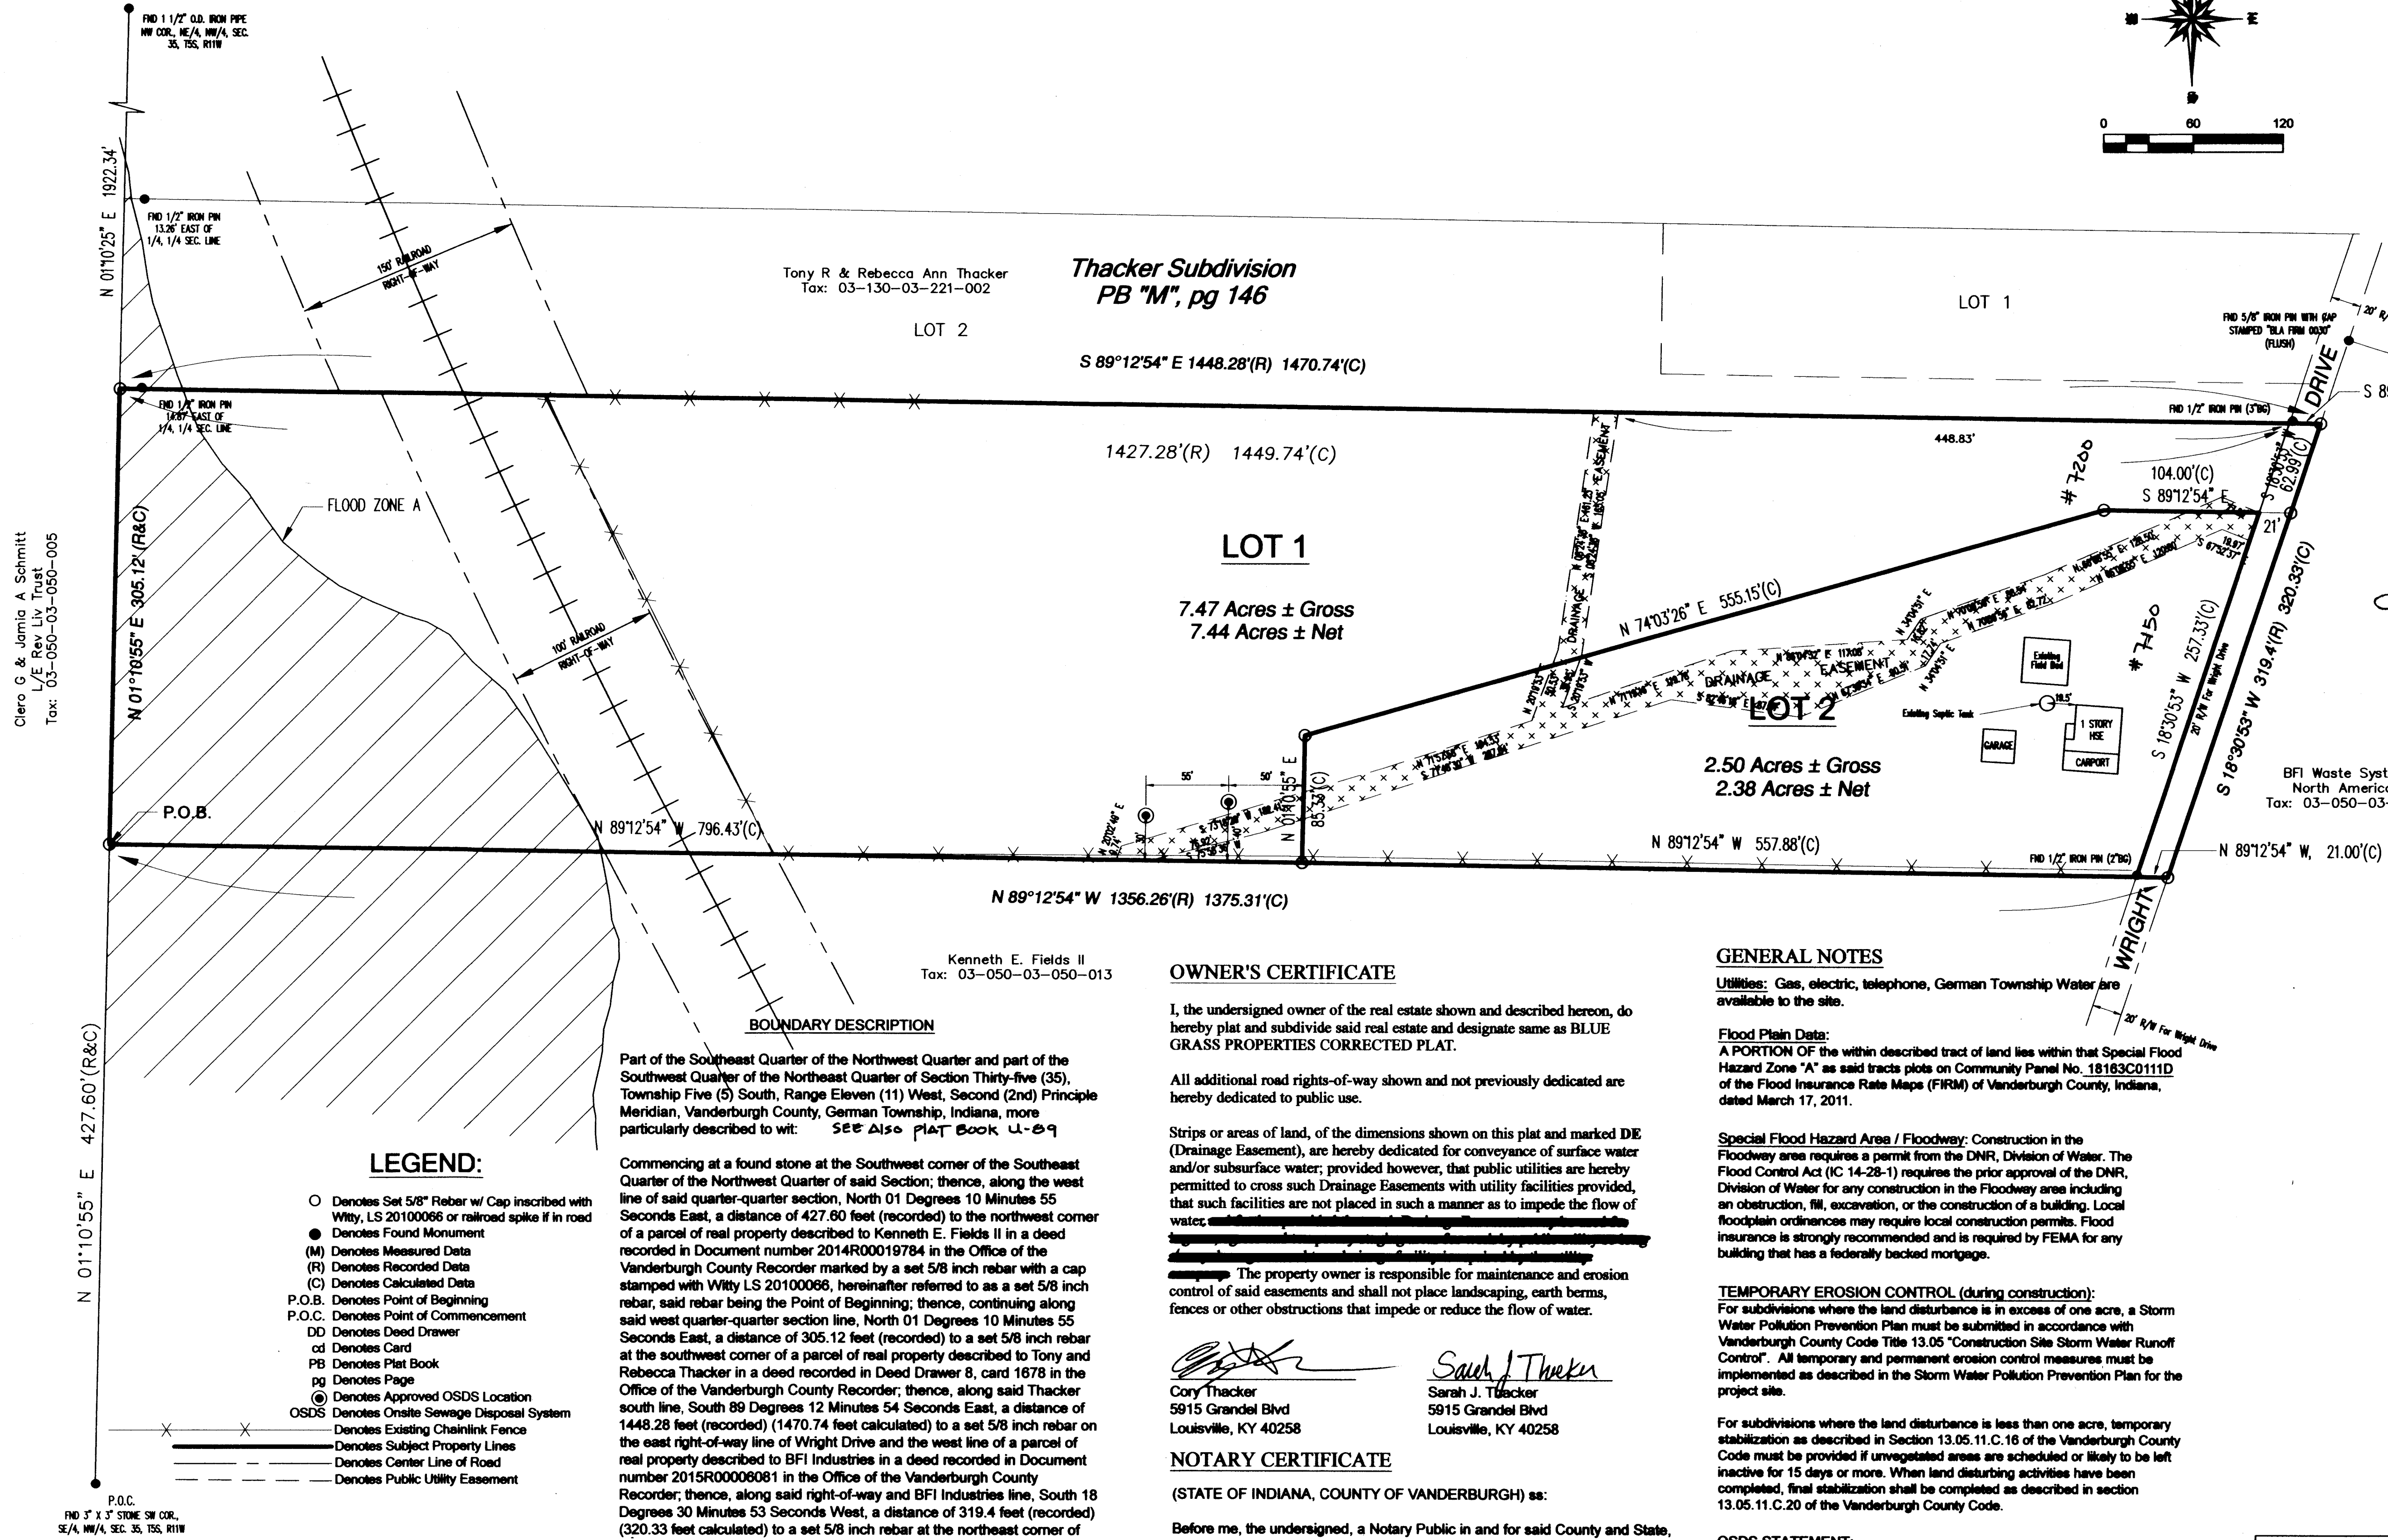 FND 1 1/2" O.D. IRON PIPE
NW COR., NE/4, NW/4, SEC.
35, T5S, R11W
N 01°10'25" E 1922.34'
FND 1/2" IRON PIN
13.26' EAST OF
1/4, 1/4 SEC. LINE
150' RAILROAD
RIGHT-OF-WAY
Tony R & Rebecca Ann Thacker
Tax: 03-130-03-221-002
LOT 2
Thacker Subdivision
PB "M", pg 146
S 89°12'54" E 1448.28'(R) 1470.74'(C)
0 60 120
LOT 1
FND 5/8" IRON PIN WITH CAP
STAMPED "BLA FIRM 0030"
(FLUSH)
DRIVE
FND 1/2" IRON PIN
14.87' EAST OF
1/4, 1/4 SEC. LINE
FND 1/2" IRON PIN (3"BG)
1427.28'(R) 1449.74'(C)
448.83'
#7200
104.00'(C)
S 89°12'54" E
S 18°30'53" W
62.99'(C)
21'
FLOOD ZONE A
Clero G & Jamia A Schmitt
L/E Rev Liv Trust
Tax: 03-050-03-050-005
N 01°10'55" E 305.12'(R&C)
LOT 1
7.47 Acres ± Gross
7.44 Acres ± Net
DRAINAGE EASEMENT
N 74°03'26" E 555.15'(C)
100' RAILROAD
RIGHT-OF-WAY
DRAINAGE EASEMENT
LOT 2
2.50 Acres ± Gross
2.38 Acres ± Net
Existing
Field Bed
Existing Septic Tank
19.5'
GARAGE
1 STORY
HSE
CARPORT
#7150
S 18°30'53" W 257.33'(C)
20' R/W For Wright Drive
S 18°30'53" W 319.4'(R) 320.33'(C)
BFI Waste Syst
North America
Tax: 03-050-03-
P.O.B.
N 89°12'54" W 796.43'(C)
55' 50'
30'
40'
N 01°10'55" E
85.33'(C)
N 89°12'54" W 557.88'(C)
FND 1/2" IRON PIN (2"BG)
N 89°12'54" W, 21.00'(C)
N 89°12'54" W 1356.26'(R) 1375.31'(C)
WRIGHT
20' R/W For Wright Drive
Kenneth E. Fields II
Tax: 03-050-03-050-013
N 01°10'55" E 427.60'(R&C)
LEGEND:
Denotes Set 5/8" Rebar w/ Cap inscribed with
Witty, LS 20100066 or railroad spike if in road
Denotes Found Monument
(M) Denotes Measured Data
(R) Denotes Recorded Data
(C) Denotes Calculated Data
P.O.B. Denotes Point of Beginning
P.O.C. Denotes Point of Commencement
DD Denotes Deed Drawer
cd Denotes Card
PB Denotes Plat Book
pg Denotes Page
Denotes Approved OSDS Location
OSDS Denotes Onsite Sewage Disposal System
Denotes Existing Chainlink Fence
Denotes Subject Property Lines
Denotes Center Line of Road
Denotes Public Utility Easement
P.O.C.
FND 3" X 3" STONE SW COR.,
SE/4, NW/4, SEC. 35, T5S, R11W
BOUNDARY DESCRIPTION
Part of the Southeast Quarter of the Northwest Quarter and part of the
Southwest Quarter of the Northeast Quarter of Section Thirty-five (35),
Township Five (5) South, Range Eleven (11) West, Second (2nd) Principle
Meridian, Vanderburgh County, German Township, Indiana, more
particularly described to wit: SEE ALSO PLAT BOOK U-89
Commencing at a found stone at the Southwest corner of the Southeast
Quarter of the Northwest Quarter of said Section; thence, along the west
line of said quarter-quarter section, North 01 Degrees 10 Minutes 55
Seconds East, a distance of 427.60 feet (recorded) to the northwest corner
of a parcel of real property described to Kenneth E. Fields II in a deed
recorded in Document number 2014R00019784 in the Office of the
Vanderburgh County Recorder marked by a set 5/8 inch rebar with a cap
stamped with Witty LS 20100066, hereinafter referred to as a set 5/8 inch
rebar, said rebar being the Point of Beginning; thence, continuing along
said west quarter-quarter section line, North 01 Degrees 10 Minutes 55
Seconds East, a distance of 305.12 feet (recorded) to a set 5/8 inch rebar
at the southwest corner of a parcel of real property described to Tony and
Rebecca Thacker in a deed recorded in Deed Drawer 8, card 1678 in the
Office of the Vanderburgh County Recorder; thence, along said Thacker
south line, South 89 Degrees 12 Minutes 54 Seconds East, a distance of
1448.28 feet (recorded) (1470.74 feet calculated) to a set 5/8 inch rebar on
the east right-of-way line of Wright Drive and the west line of a parcel of
real property described to BFI Industries in a deed recorded in Document
number 2015R00006081 in the Office of the Vanderburgh County
Recorder; thence, along said right-of-way and BFI Industries line, South 18
Degrees 30 Minutes 53 Seconds West, a distance of 319.4 feet (recorded)
(320.33 feet calculated) to a set 5/8 inch rebar at the northeast corner of
OWNER'S CERTIFICATE
I, the undersigned owner of the real estate shown and described hereon, do
hereby plat and subdivide said real estate and designate same as BLUE
GRASS PROPERTIES CORRECTED PLAT.
All additional road rights-of-way shown and not previously dedicated are
hereby dedicated to public use.
Strips or areas of land, of the dimensions shown on this plat and marked DE
(Drainage Easement), are hereby dedicated for conveyance of surface water
and/or subsurface water; provided however, that public utilities are hereby
permitted to cross such Drainage Easements with utility facilities provided,
that such facilities are not placed in such a manner as to impede the flow of
water,
The property owner is responsible for maintenance and erosion
control of said easements and shall not place landscaping, earth berms,
fences or other obstructions that impede or reduce the flow of water.
Sarah J Thacker
Cory Thacker
5915 Grandel Blvd
Louisville, KY 40258
Sarah J. Thacker
5915 Grandel Blvd
Louisville, KY 40258
NOTARY CERTIFICATE
(STATE OF INDIANA, COUNTY OF VANDERBURGH) ss:
Before me, the undersigned, a Notary Public in and for said County and State,
GENERAL NOTES
Utilities: Gas, electric, telephone, German Township Water are
available to the site.
Flood Plain Data:
A PORTION OF the within described tract of land lies within that Special Flood
Hazard Zone "A" as said tracts plots on Community Panel No. 18163C0111D
of the Flood Insurance Rate Maps (FIRM) of Vanderburgh County, Indiana,
dated March 17, 2011.
Special Flood Hazard Area / Floodway: Construction in the
Floodway area requires a permit from the DNR, Division of Water. The
Flood Control Act (IC 14-28-1) requires the prior approval of the DNR,
Division of Water for any construction in the Floodway area including
an obstruction, fill, excavation, or the construction of a building. Local
floodplain ordinances may require local construction permits. Flood
insurance is strongly recommended and is required by FEMA for any
building that has a federally backed mortgage.
TEMPORARY EROSION CONTROL (during construction):
For subdivisions where the land disturbance is in excess of one acre, a Storm
Water Pollution Prevention Plan must be submitted in accordance with
Vanderburgh County Code Title 13.05 "Construction Site Storm Water Runoff
Control". All temporary and permanent erosion control measures must be
implemented as described in the Storm Water Pollution Prevention Plan for the
project site.
For subdivisions where the land disturbance is less than one acre, temporary
stabilization as described in Section 13.05.11.C.16 of the Vanderburgh County
Code must be provided if unvegetated areas are scheduled or likely to be left
inactive for 15 days or more. When land disturbing activities have been
completed, final stabilization shall be completed as described in section
13.05.11.C.20 of the Vanderburgh County Code.
OSDS STATEMENT: